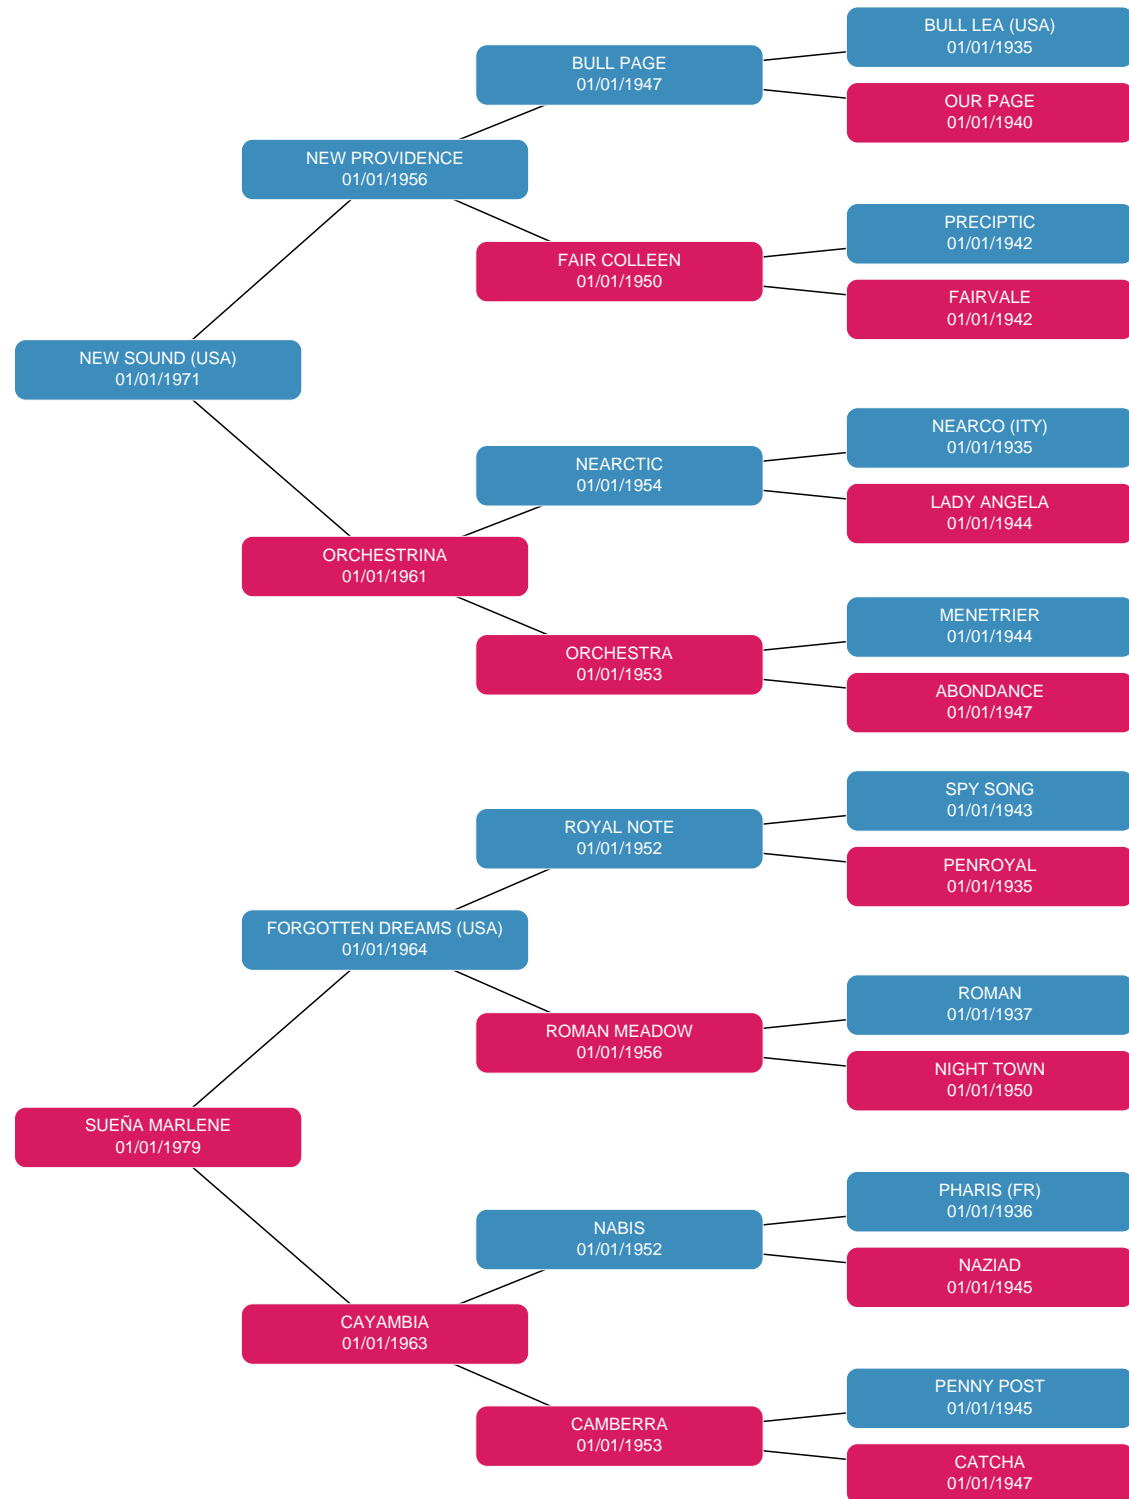 BULL LEA (USA)
01/01/1935
BULL PAGE
01/01/1947
OUR PAGE
01/01/1940
NEW PROVIDENCE
01/01/1956
PRECIPTIC
01/01/1942
FAIR COLLEEN
01/01/1950
FAIRVALE
01/01/1942
NEW SOUND (USA)
01/01/1971
NEARCO (ITY)
01/01/1935
NEARCTIC
01/01/1954
LADY ANGELA
01/01/1944
ORCHESTRINA
01/01/1961
MENETRIER
01/01/1944
ORCHESTRA
01/01/1953
ABONDANCE
01/01/1947
SPY SONG
01/01/1943
ROYAL NOTE
01/01/1952
PENROYAL
01/01/1935
FORGOTTEN DREAMS (USA)
01/01/1964
ROMAN
01/01/1937
ROMAN MEADOW
01/01/1956
NIGHT TOWN
01/01/1950
SUEÑA MARLENE
01/01/1979
PHARIS (FR)
01/01/1936
NABIS
01/01/1952
NAZIAD
01/01/1945
CAYAMBIA
01/01/1963
PENNY POST
01/01/1945
CAMBERRA
01/01/1953
CATCHA
01/01/1947